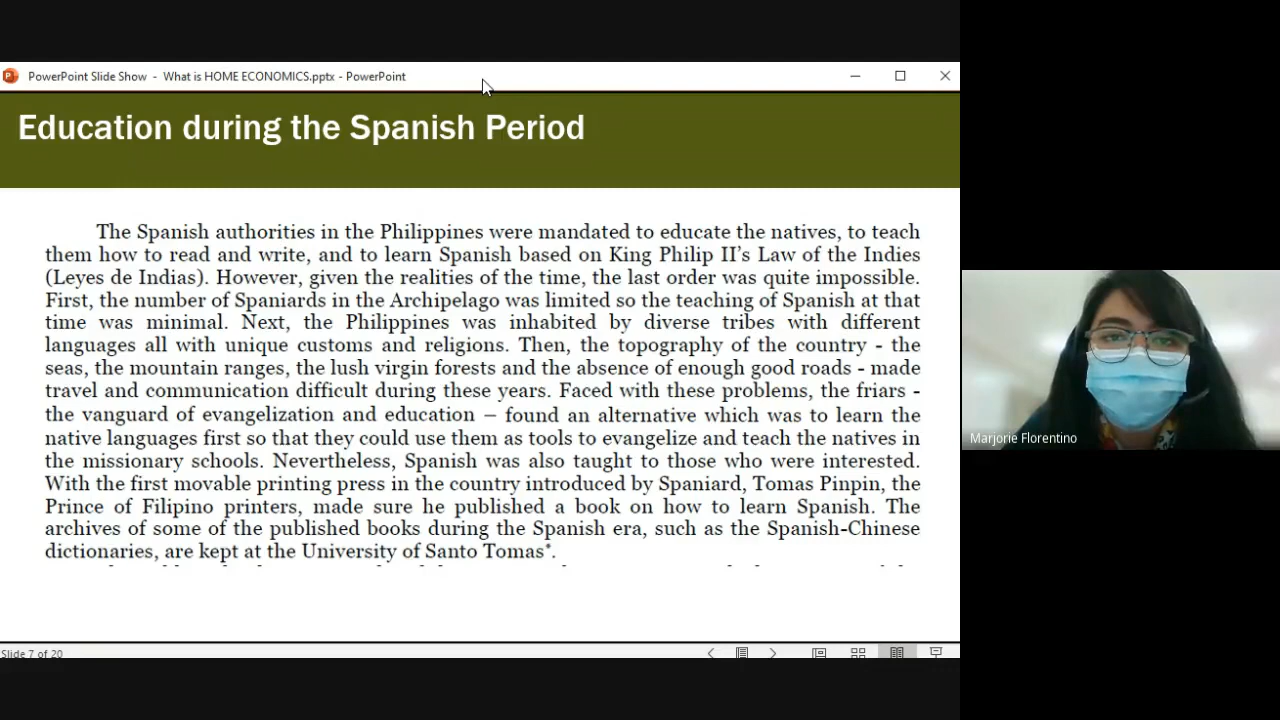 PowerPoint Slide Show - What is HOME ECONOMICS.pptx - PowerPoint
Education during the Spanish Period
The Spanish authorities in the Philippines were mandated to educate the natives, to teach
them how to read and write, and to learn Spanish based on King Philip II’s Law of the Indies
(Leyes de Indias). However, given the realities of the time, the last order was quite impossible.
First, the number of Spaniards in the Archipelago was limited so the teaching of Spanish at that
time was minimal. Next, the Philippines was inhabited by diverse tribes with different
languages all with unique customs and religions. Then, the topography of the country - the
seas, the mountain ranges, the lush virgin forests and the absence of enough good roads - made
travel and communication difficult during these years. Faced with these problems, the friars -
the vanguard of evangelization and education – found an alternative which was to learn the
native languages first so that they could use them as tools to evangelize and teach the natives in
the missionary schools. Nevertheless, Spanish was also taught to those who were interested.
With the first movable printing press in the country introduced by Spaniard, Tomas Pinpin, the
Prince of Filipino printers, made sure he published a book on how to learn Spanish. The
archives of some of the published books during the Spanish era, such as the Spanish-Chinese
dictionaries, are kept at the University of Santo Tomas*.
Marjorie Florentino
Slide 7 of 20